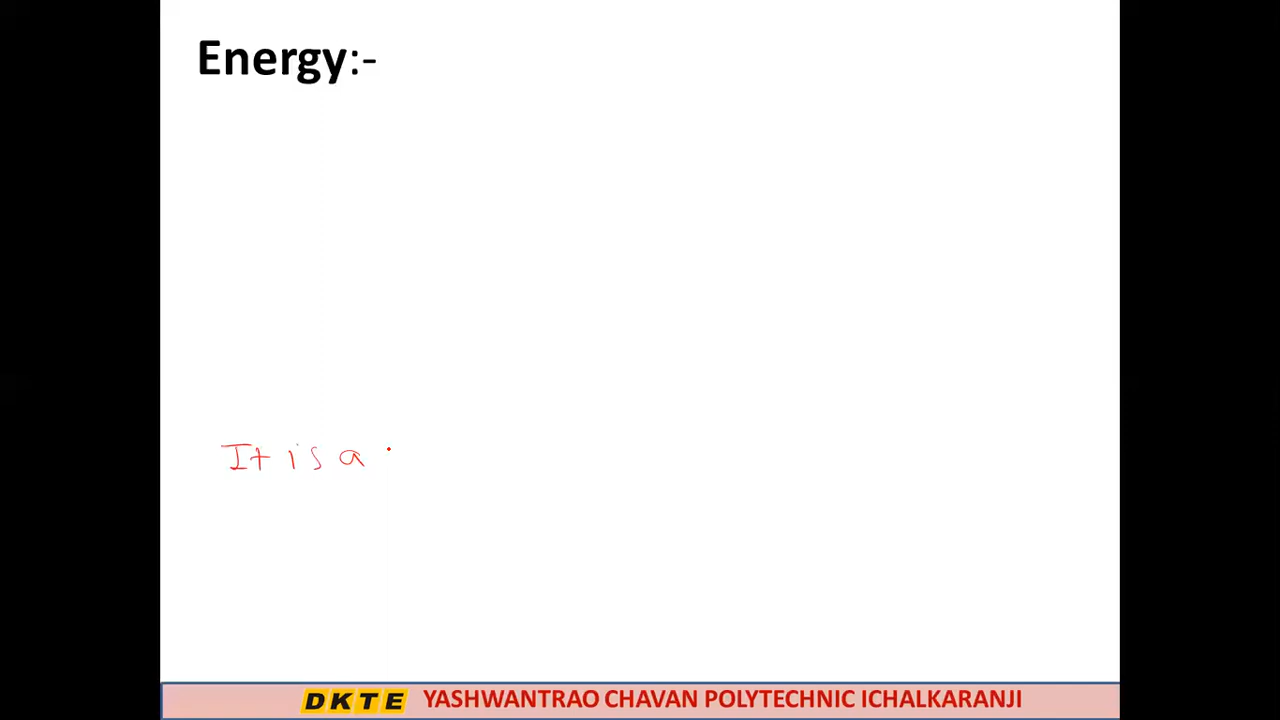 Energy:-
It is a
DKTE YASHWANTRAO CHAVAN POLYTECHNIC ICHALKARANJI